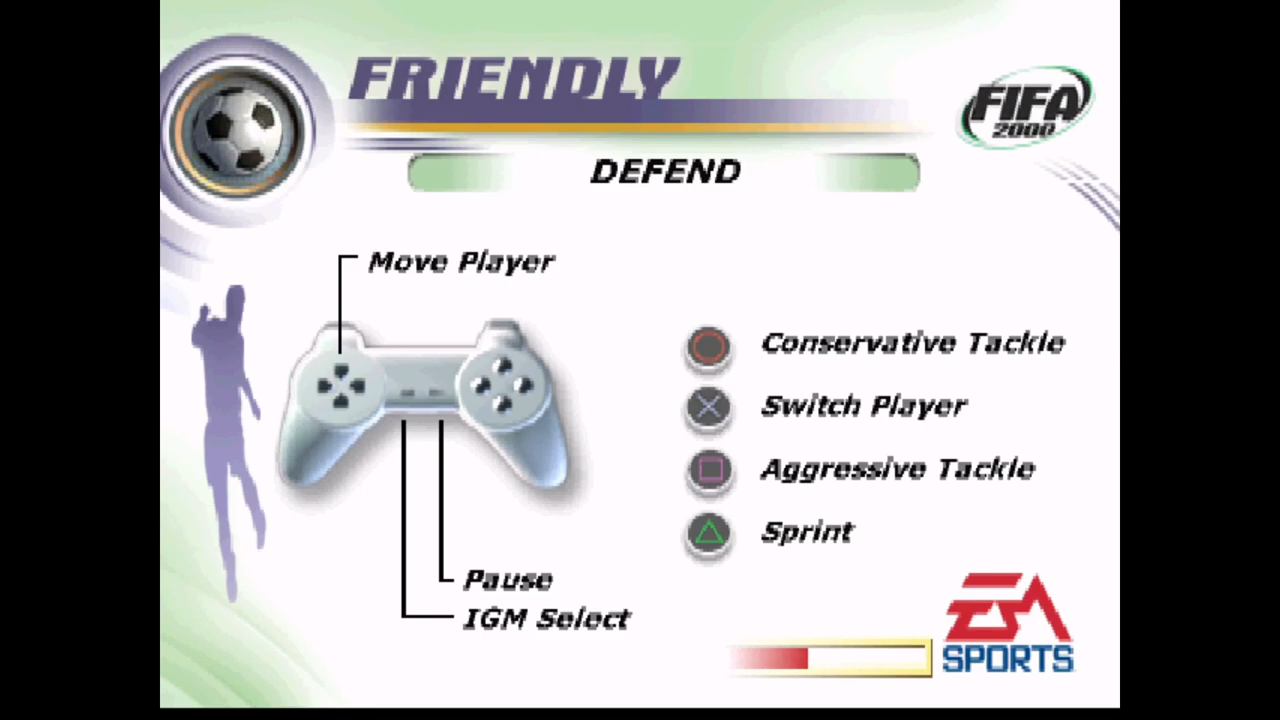 FRIENDLY
FIFA
2000
DEFEND
Move Player
Conservative Tackle
Switch Player
Aggressive Tackle
Sprint
Pause
IGM Select
EA
SPORTS